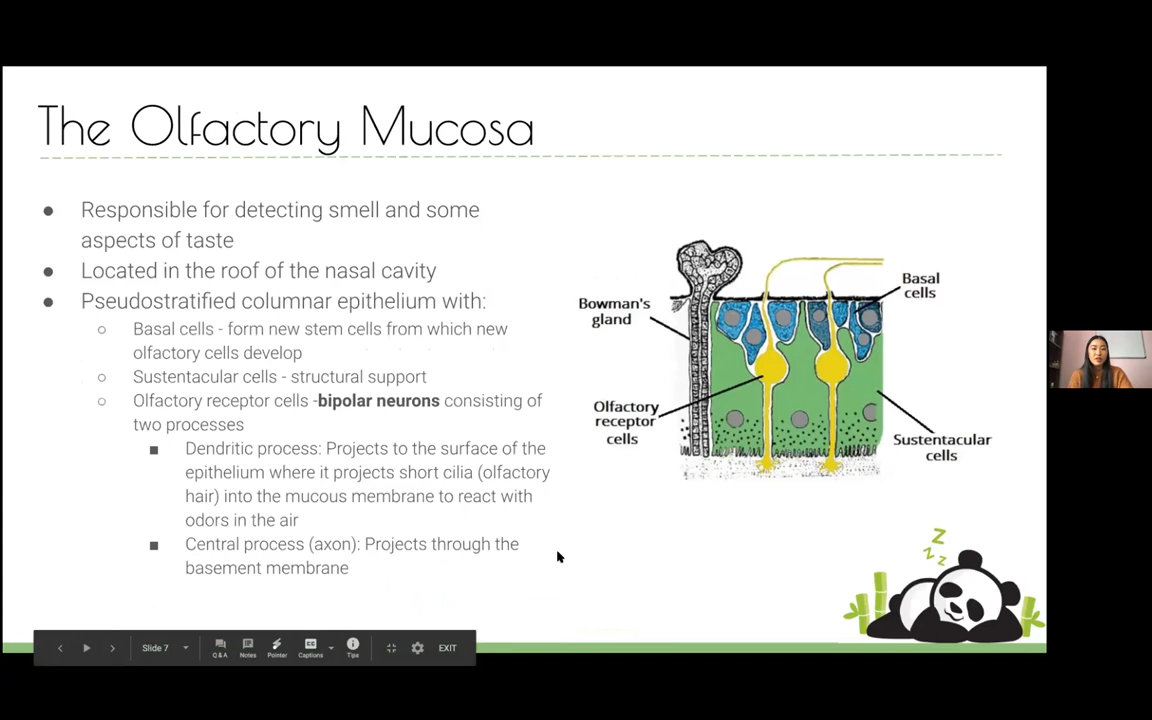 The Olfactory Mucosa
● Responsible for detecting smell and some
aspects of taste
● Located in the roof of the nasal cavity
● Pseudostratified columnar epithelium with:
○ Basal cells - form new stem cells from which new
olfactory cells develop
○ Sustentacular cells - structural support
○ Olfactory receptor cells -bipolar neurons consisting of
two processes
■ Dendritic process: Projects to the surface of the
epithelium where it projects short cilia (olfactory
hair) into the mucous membrane to react with
odors in the air
■ Central process (axon): Projects through the
basement membrane
Bowman's
gland
Basal
cells
Olfactory
receptor
cells
Sustentacular
cells
Z
Z
Z
Slide 7
Q & A
Notes
Pointer
CC
Captions
Tips
EXIT